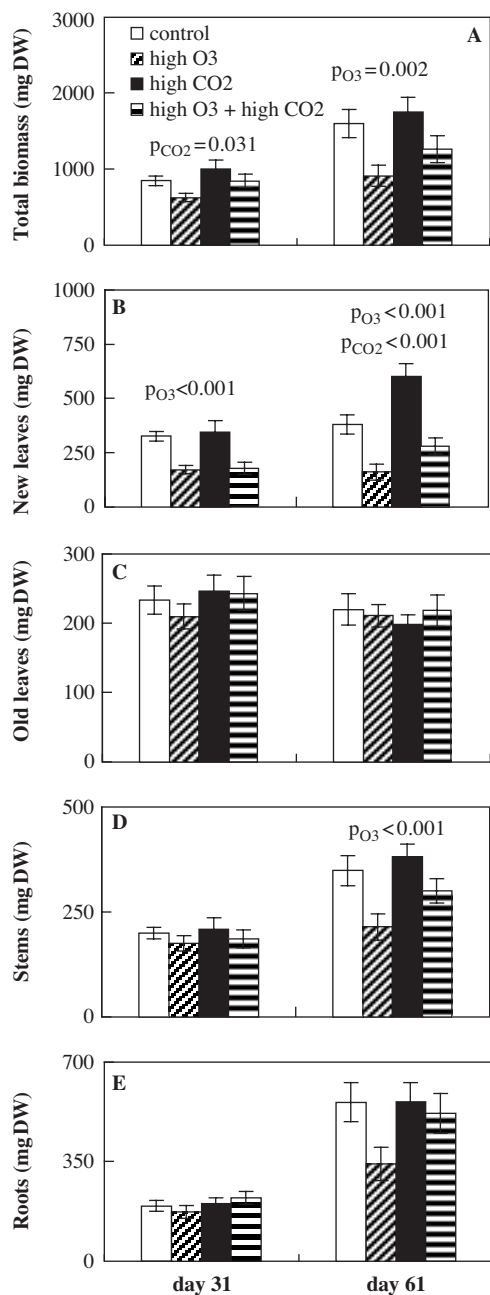 3000
2000
1000
0
Total biomass (mg DW)
control
high O3
high CO2
high O3 + high CO2
A
pCO2 = 0.031
pO3 = 0.002
1000
750
500
250
0
New leaves (mg DW)
B
pO3 < 0.001
pO3 < 0.001
pCO2 < 0.001
300
200
100
0
Old leaves (mg DW)
C
500
250
0
Stems (mg DW)
D
pO3 < 0.001
700
350
0
Roots (mg DW)
E
day 31 day 61